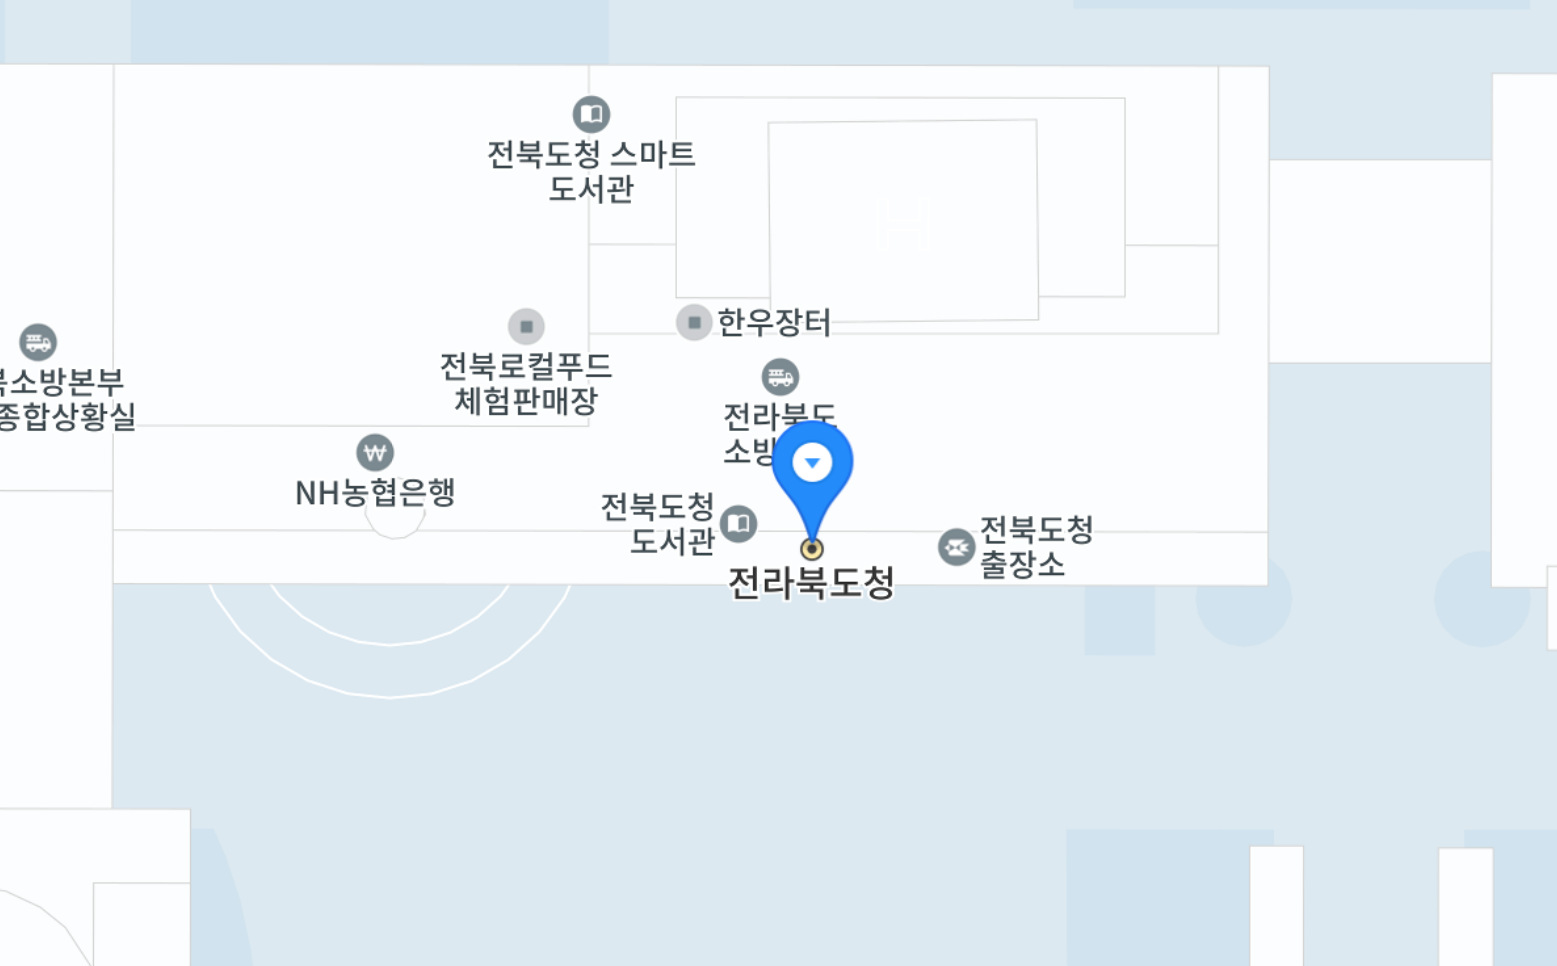 전북도청 스마트
도서관
H
한우장터
전북로컬푸드
체험판매장
소방본부
종합상황실
전라북도
NH농협은행
전북도청
도서관
전북도청
출장소
전라북도청